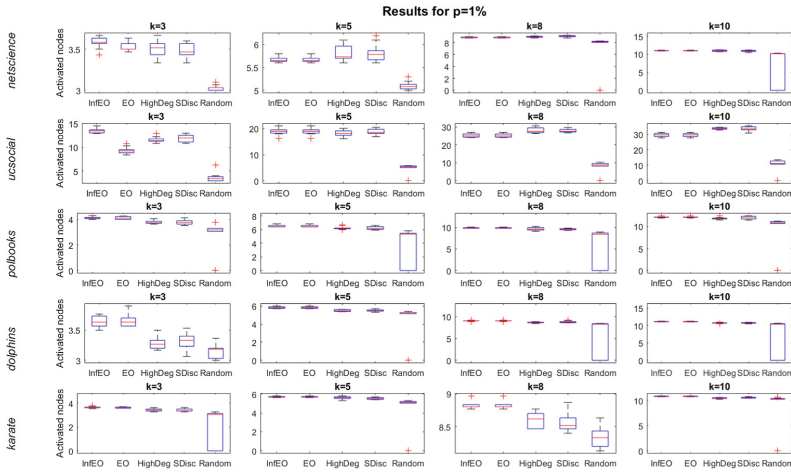 Results for p=1%
k=3
k=5
k=8
k=10
netscience
Activated nodes
3.5
3
InfEO EO HighDeg SDisc Random
6
5.5
5
InfEO EO HighDeg SDisc Random
8
6
4
2
0
InfEO EO HighDeg SDisc Random
15
10
5
0
InfEO EO HighDeg SDisc Random
k=3
k=5
k=8
k=10
ucsocial
Activated nodes
15
10
5
InfEO EO HighDeg SDisc Random
20
10
0
InfEO EO HighDeg SDisc Random
30
20
10
0
InfEO EO HighDeg SDisc Random
30
20
10
0
InfEO EO HighDeg SDisc Random
k=3
k=5
k=8
k=10
polbooks
Activated nodes
4
2
0
InfEO EO HighDeg SDisc Random
6
4
2
0
InfEO EO HighDeg SDisc Random
10
5
0
InfEO EO HighDeg SDisc Random
10
5
0
InfEO EO HighDeg SDisc Random
k=3
k=5
k=8
k=10
dolphins
Activated nodes
3.5
3
InfEO EO HighDeg SDisc Random
6
4
2
0
InfEO EO HighDeg SDisc Random
10
5
0
InfEO EO HighDeg SDisc Random
10
5
0
InfEO EO HighDeg SDisc Random
k=3
k=5
k=8
k=10
karate
Activated nodes
4
2
0
InfEO EO HighDeg SDisc Random
6
4
2
0
InfEO EO HighDeg SDisc Random
9
8.5
InfEO EO HighDeg SDisc Random
10
5
0
InfEO EO HighDeg SDisc Random